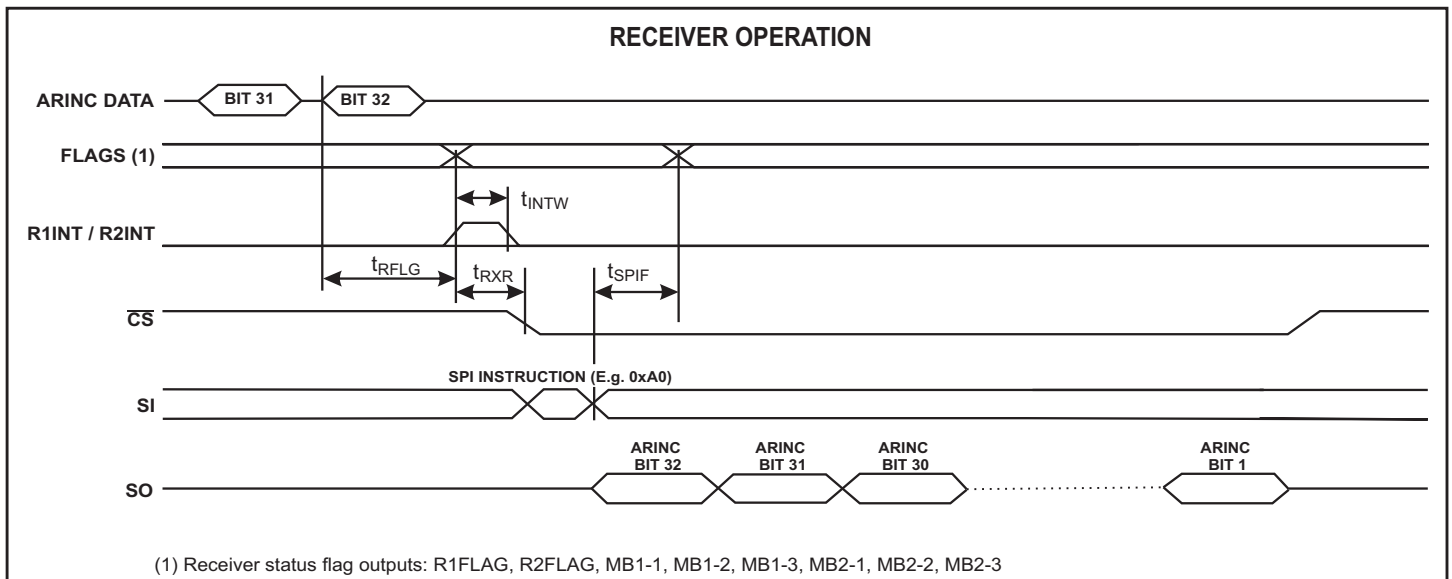 RECEIVER OPERATION
ARINC DATA
BIT 31
BIT 32
FLAGS (1)
tINTW
R1INT / R2INT
tRFLG
tRXR
tSPIF
CS
SPI INSTRUCTION (E.g. 0xA0)
SI
ARINC
BIT 32
ARINC
BIT 31
ARINC
BIT 30
ARINC
BIT 1
SO
(1) Receiver status flag outputs: R1FLAG, R2FLAG, MB1-1, MB1-2, MB1-3, MB2-1, MB2-2, MB2-3